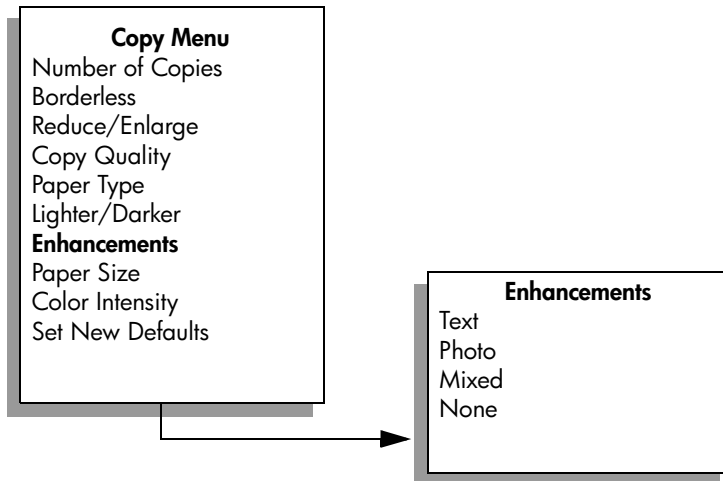 Copy Menu
Number of Copies
Borderless
Reduce/Enlarge
Copy Quality
Paper Type
Lighter/Darker
Enhancements
Paper Size
Color Intensity
Set New Defaults
Enhancements
Text
Photo
Mixed
None